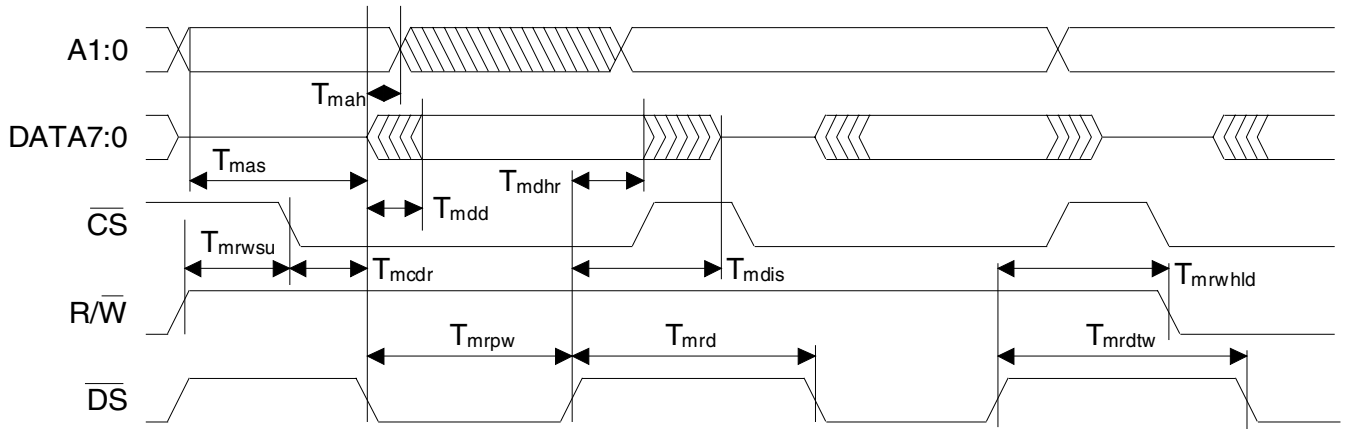 A1:0
Tmah
DATA7:0
Tmas
Tmdhr
Tmdd
CS
Tmrwsu
Tmcdr
Tmdis
Tmrwhld
R/W
Tmrpw
Tmrd
Tmrdtw
DS